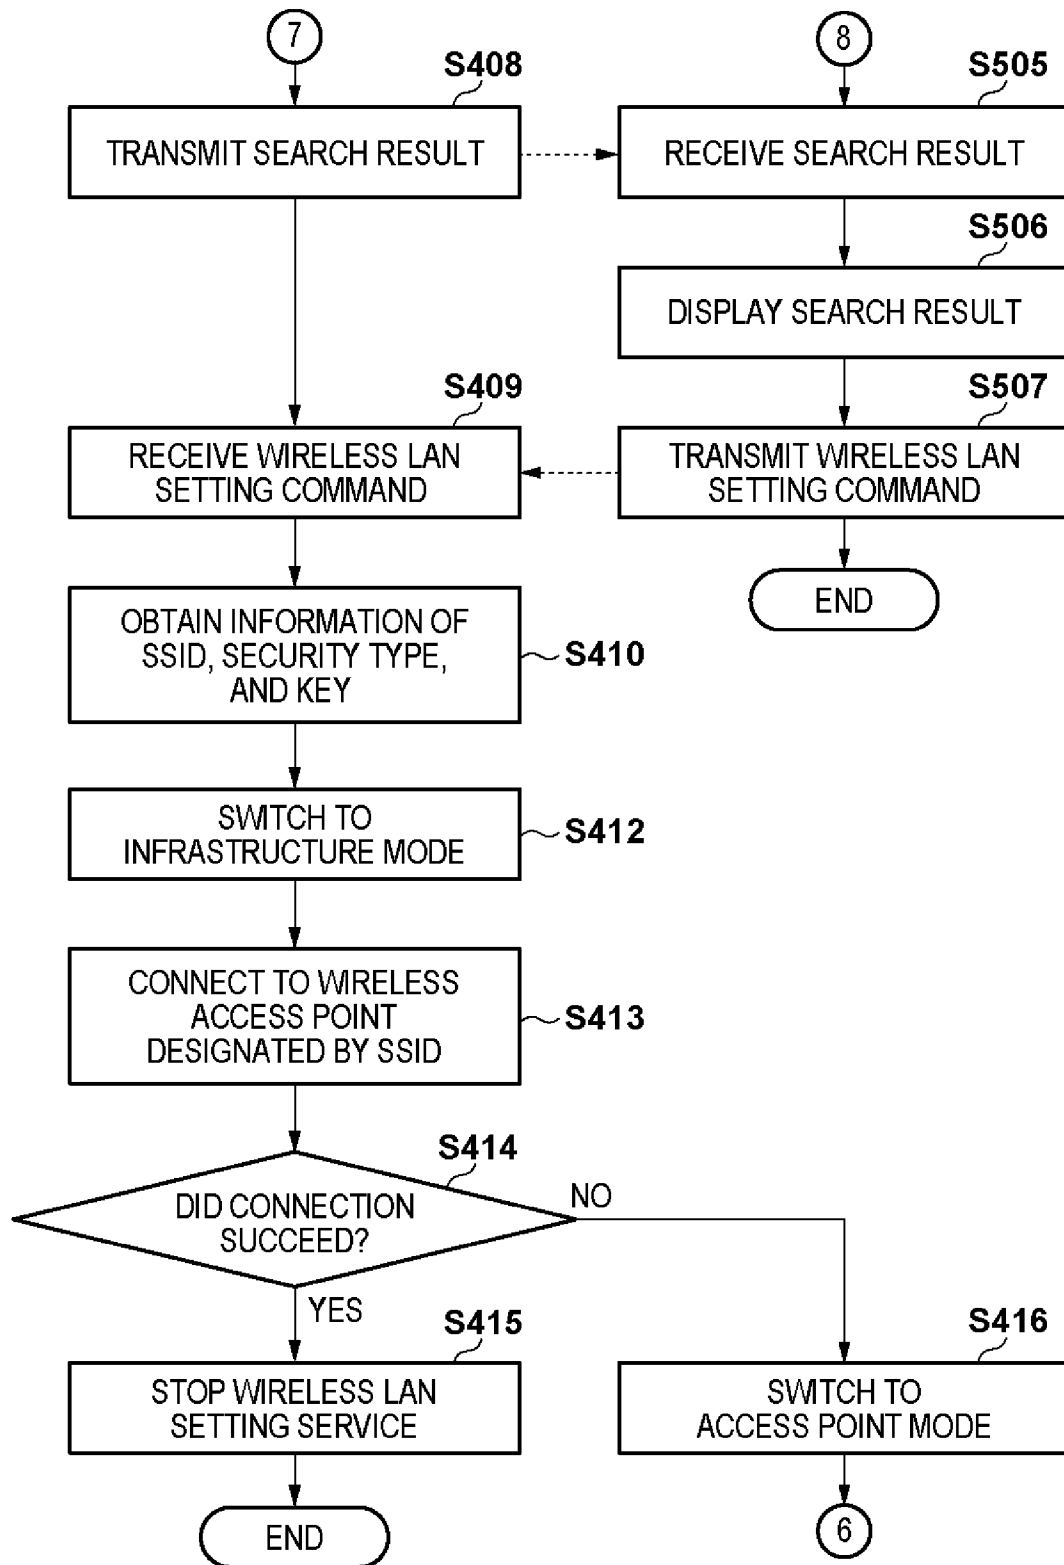 7
8
S408
S505
TRANSMIT SEARCH RESULT
RECEIVE SEARCH RESULT
S506
DISPLAY SEARCH RESULT
S409
S507
RECEIVE WIRELESS LAN
SETTING COMMAND
TRANSMIT WIRELESS LAN
SETTING COMMAND
END
OBTAIN INFORMATION OF
SSID, SECURITY TYPE,
AND KEY
S410
SWITCH TO
INFRASTRUCTURE MODE
S412
CONNECT TO WIRELESS
ACCESS POINT
DESIGNATED BY SSID
S413
S414
DID CONNECTION
SUCCEED?
NO
YES
S415
S416
STOP WIRELESS LAN
SETTING SERVICE
SWITCH TO
ACCESS POINT MODE
END
6